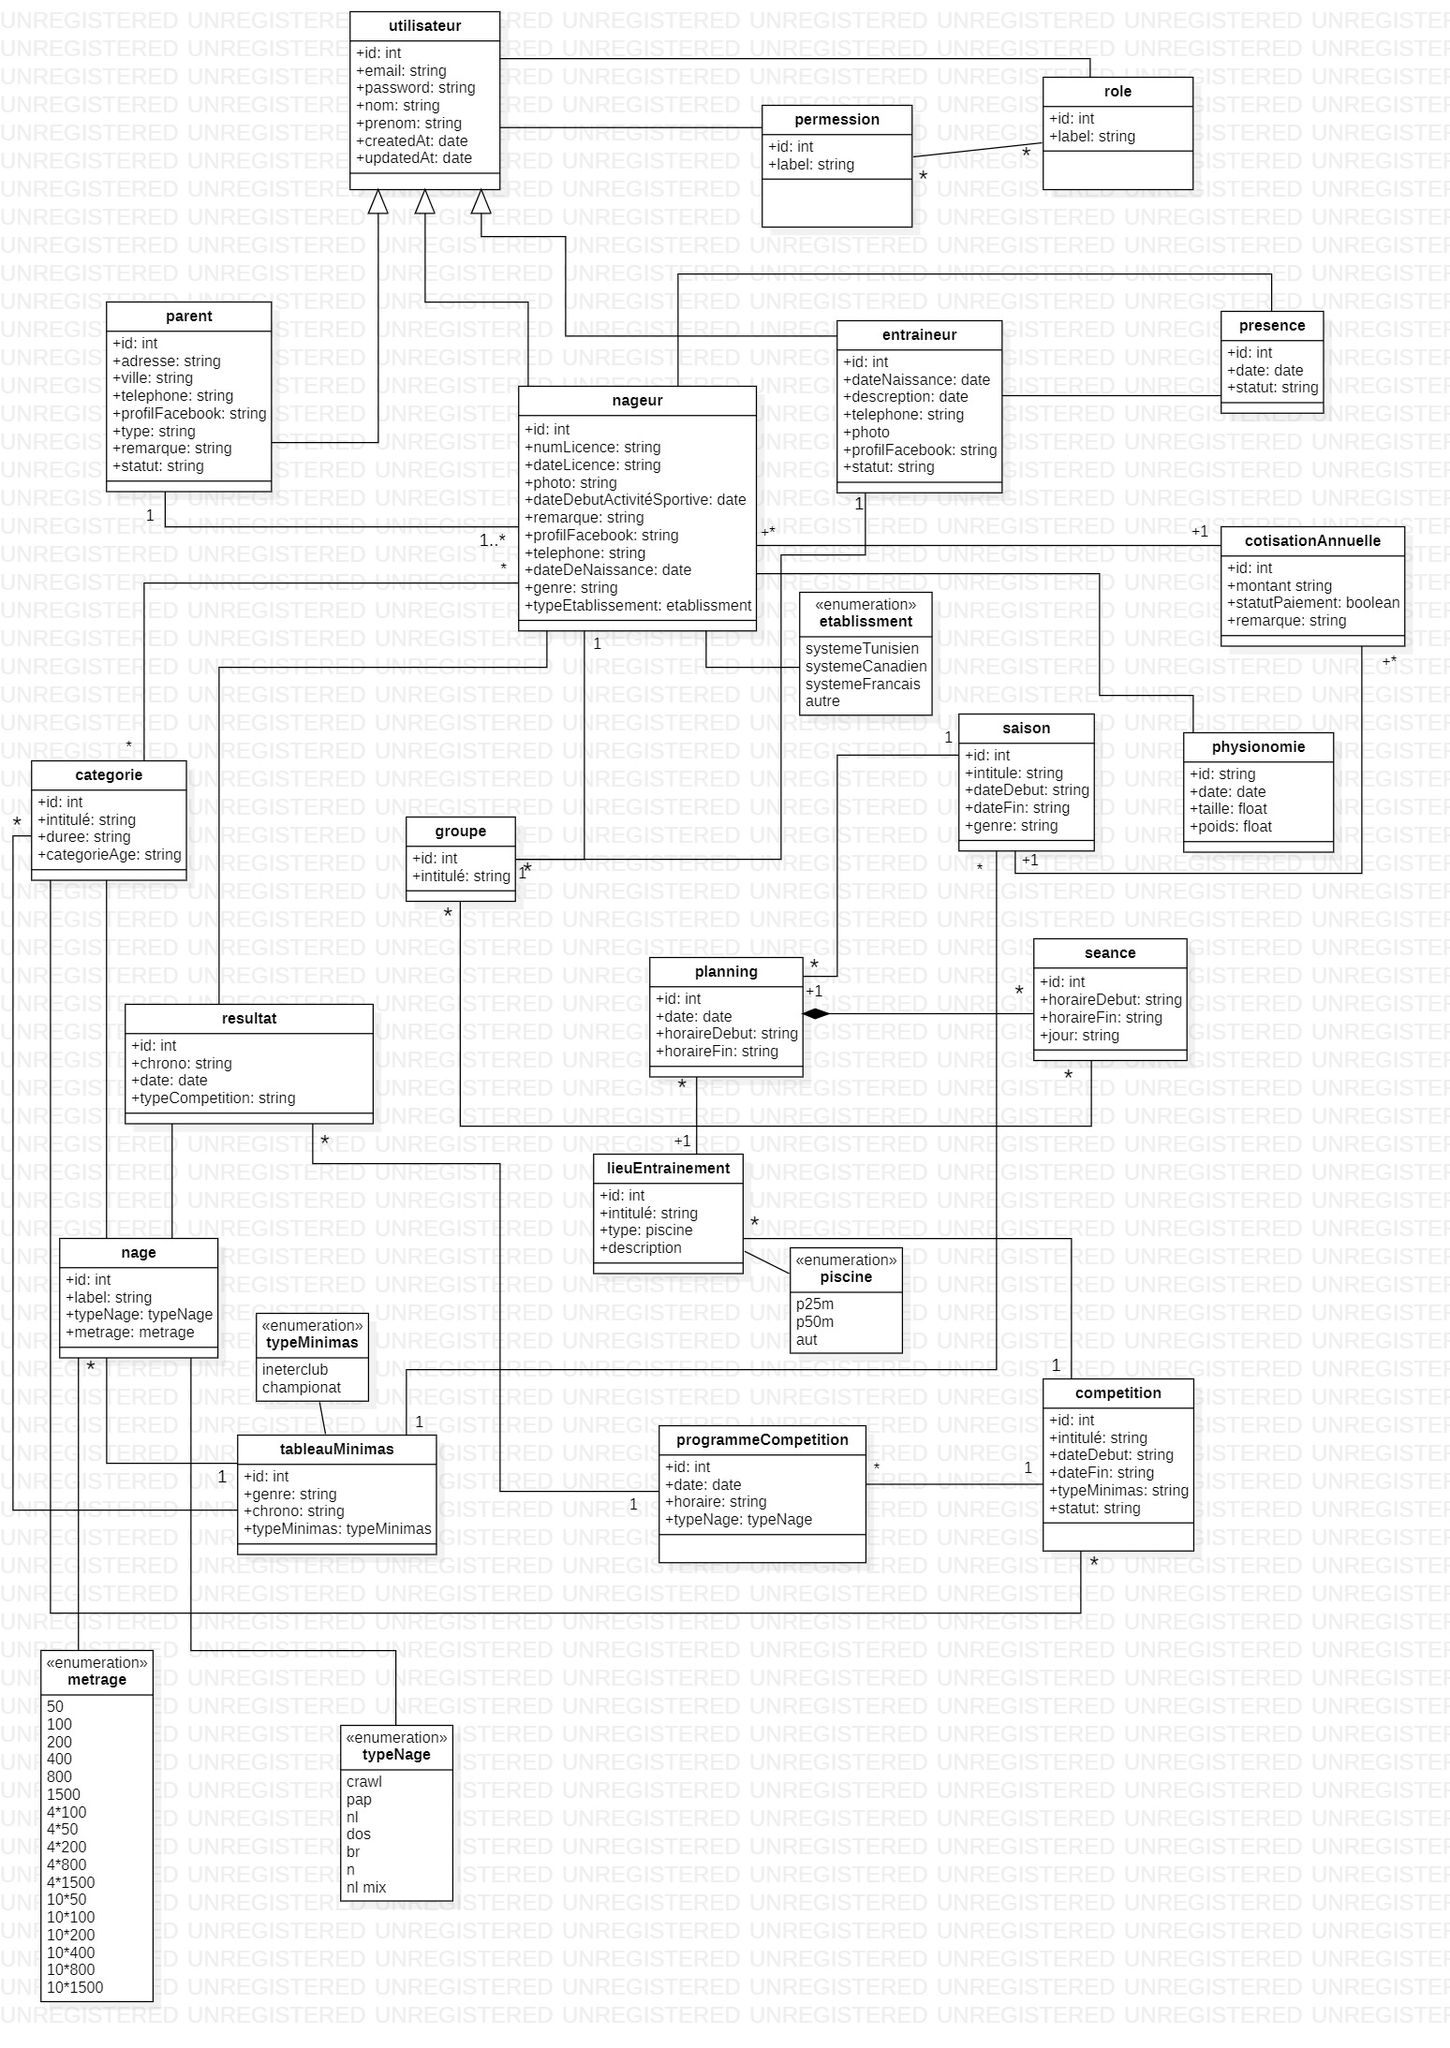 utilisateur
+id: int
+email: string
+password: string
+nom: string
+prenom: string
+createdAt: date
+updatedAt: date
role
+id: int
+label: string
*
permession
+id: int
+label: string
*
parent
+id: int
+adresse: string
+ville: string
+telephone: string
+profilFacebook: string
+type: string
+remarque: string
+statut: string
1
1..*
*
nageur
+id: int
+numLicence: string
+dateLicence: string
+photo: string
+dateDebutActivitéSportive: date
+remarque: string
+profilFacebook: string
+telephone: string
+dateDeNaissance: date
+genre: string
+typeEtablissement: etablissment
1
+*
entraineur
+id: int
+dateNaissance: date
+descreption: date
+telephone: string
+photo
+profilFacebook: string
+statut: string
1
presence
+id: int
+date: date
+statut: string
+1
cotisationAnnuelle
+id: int
+montant string
+statutPaiement: boolean
+remarque: string
+*
«enumeration»
etablissment
systemeTunisien
systemeCanadien
systemeFrancais
autre
1
saison
+id: int
+intitule: string
+dateDebut: string
+dateFin: string
+genre: string
*
+1
physionomie
+id: string
+date: date
+taille: float
+poids: float
*
categorie
+id: int
+intitulé: string
+duree: string
+categorieAge: string
*
groupe
+id: int
+intitulé: string
1
*
*
planning
+id: int
+date: date
+horaireDebut: string
+horaireFin: string
*
+1
*
*
seance
+id: int
+horaireDebut: string
+horaireFin: string
+jour: string
*
resultat
+id: int
+chrono: string
+date: date
+typeCompetition: string
*
+1
lieuEntrainement
+id: int
+intitulé: string
+type: piscine
+description
*
«enumeration»
piscine
p25m
p50m
aut
nage
+id: int
+label: string
+typeNage: typeNage
+metrage: metrage
*
«enumeration»
typeMinimas
ineterclub
championat
1
1
tableauMinimas
+id: int
+genre: string
+chrono: string
+typeMinimas: typeMinimas
1
programmeCompetition
+id: int
+date: date
+horaire: string
+typeNage: typeNage
*
1
1
competition
+id: int
+intitulé: string
+dateDebut: string
+dateFin: string
+typeMinimas: string
+statut: string
*
«enumeration»
metrage
50
100
200
400
800
1500
4*100
4*50
4*200
4*800
4*1500
10*50
10*100
10*200
10*400
10*800
10*1500
«enumeration»
typeNage
crawl
pap
nl
dos
br
n
nl mix
UNREGISTERED